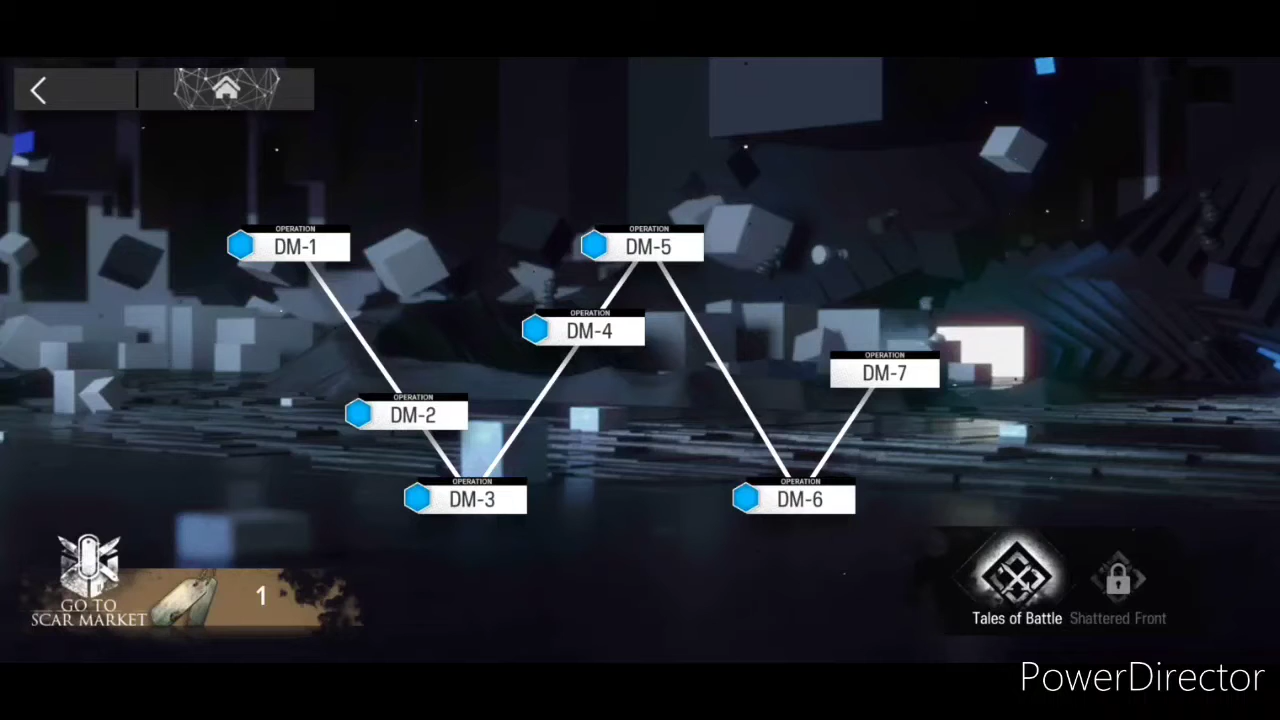 OPERATION
DM-1
OPERATION
DM-5
OPERATION
DM-4
OPERATION
DM-7
OPERATION
DM-2
OPERATION
DM-3
OPERATION
DM-6
GO TO
SCAR MARKET
1
Tales of Battle
Shattered Front
PowerDirector